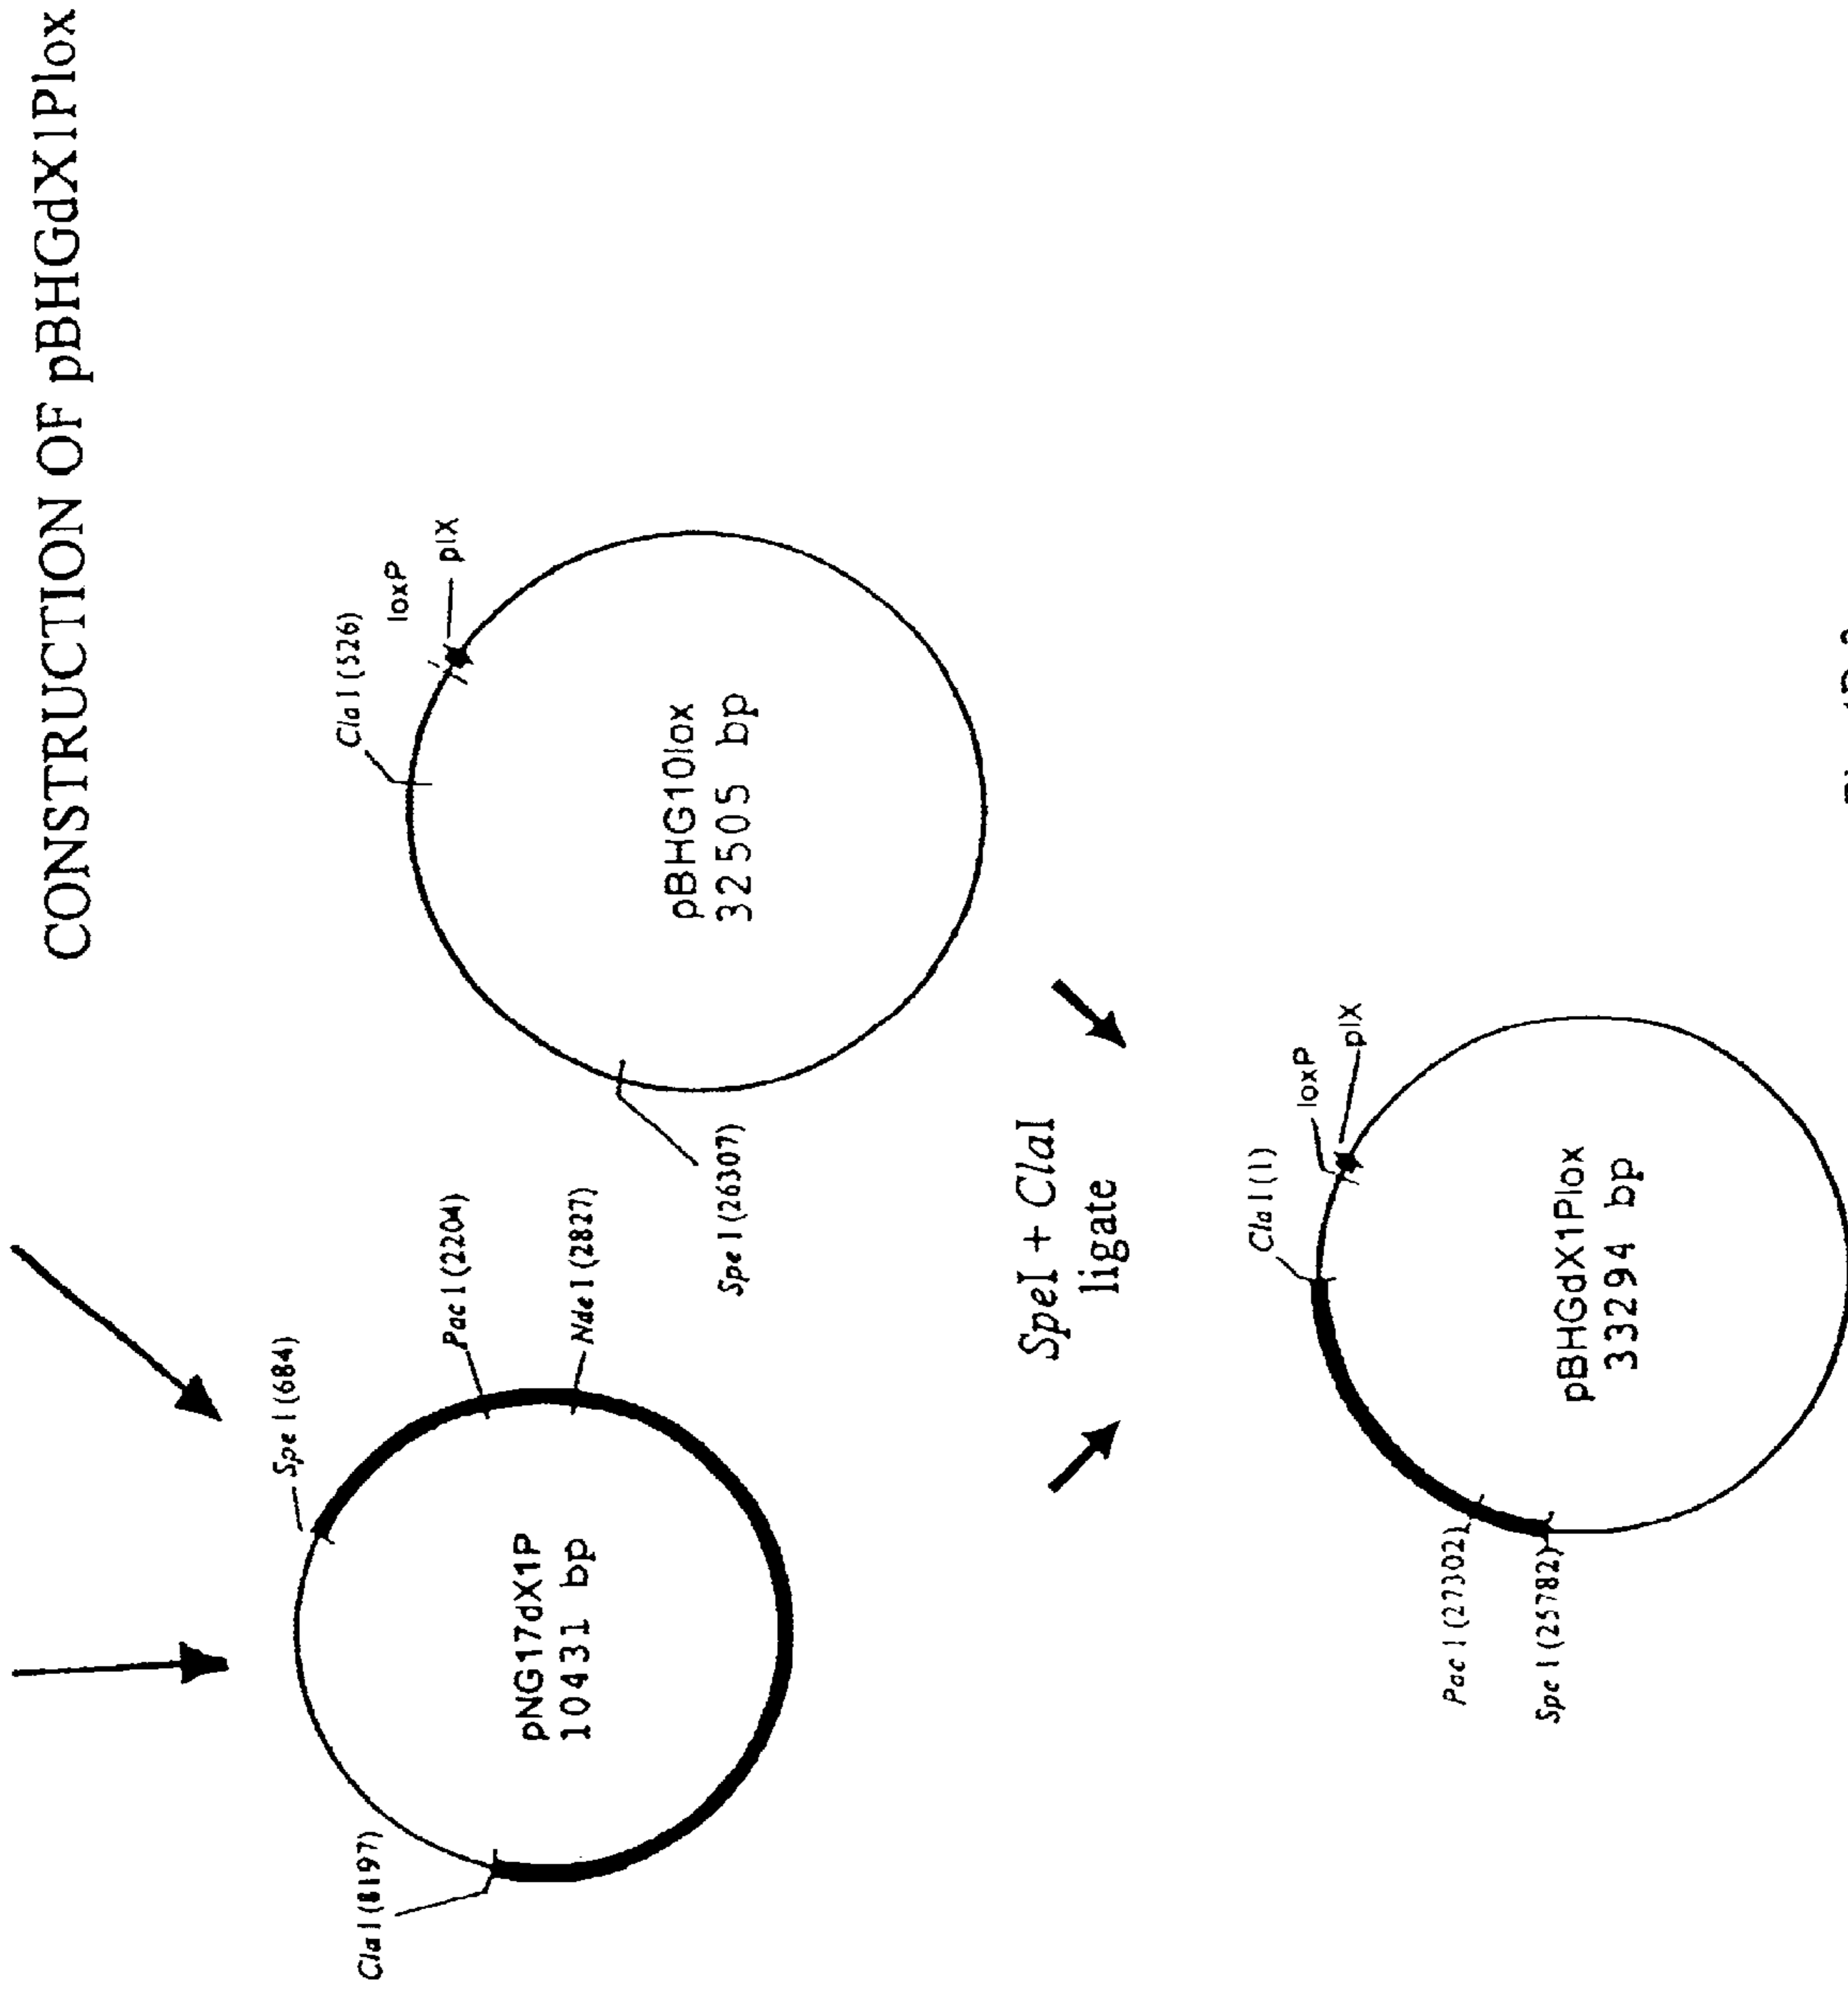 CONSTRUCTION OF pBHGdX1Plox
Cla I (8197)
Spe I (684)
Pac I (2204)
Nde I (2827)
pNG17dX1P
10431 bp
Cla I (526)
loxP
pIX
pBHG10lox
32505 bp
Spe I (26307)
SpeI + ClaI
ligate
Cla I (1)
loxP
pIX
Pac I (27302)
Spe I (25782)
pBHGdX1Plox
33294 bp